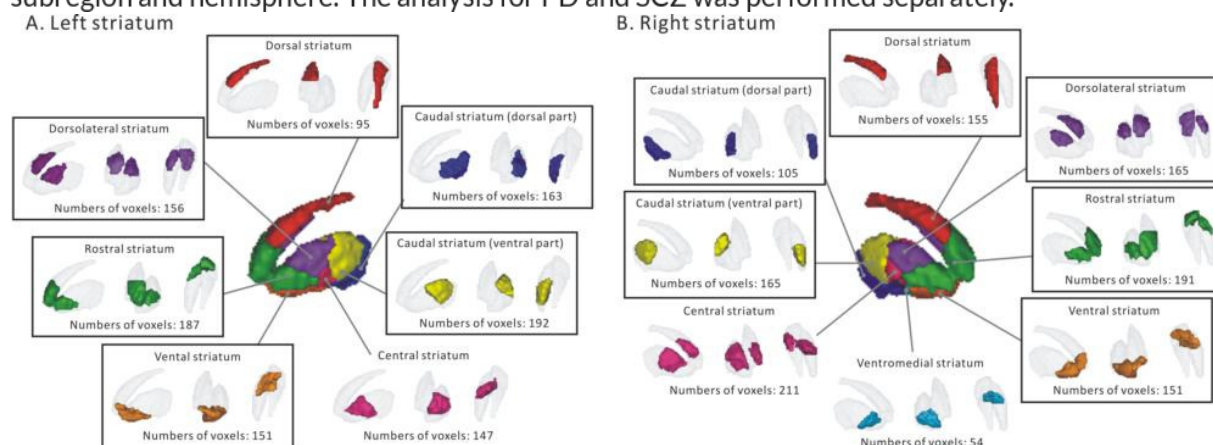 subregion and hemisphere. The analysis for PD and SCZ was performed separately.
A. Left striatum
Dorsal striatum
Numbers of voxels: 95
Dorsolateral striatum
Numbers of voxels: 156
Caudal striatum (dorsal part)
Numbers of voxels: 163
Rostral striatum
Numbers of voxels: 187
Caudal striatum (ventral part)
Numbers of voxels: 192
Vental striatum
Numbers of voxels: 151
Central striatum
Numbers of voxels: 147
B. Right striatum
Dorsal striatum
Numbers of voxels: 155
Caudal striatum (dorsal part)
Numbers of voxels: 105
Dorsolateral striatum
Numbers of voxels: 165
Caudal striatum (ventral part)
Numbers of voxels: 165
Rostral striatum
Numbers of voxels: 191
Central striatum
Numbers of voxels: 211
Ventromedial striatum
Numbers of voxels: 54
Ventral striatum
Numbers of voxels: 151